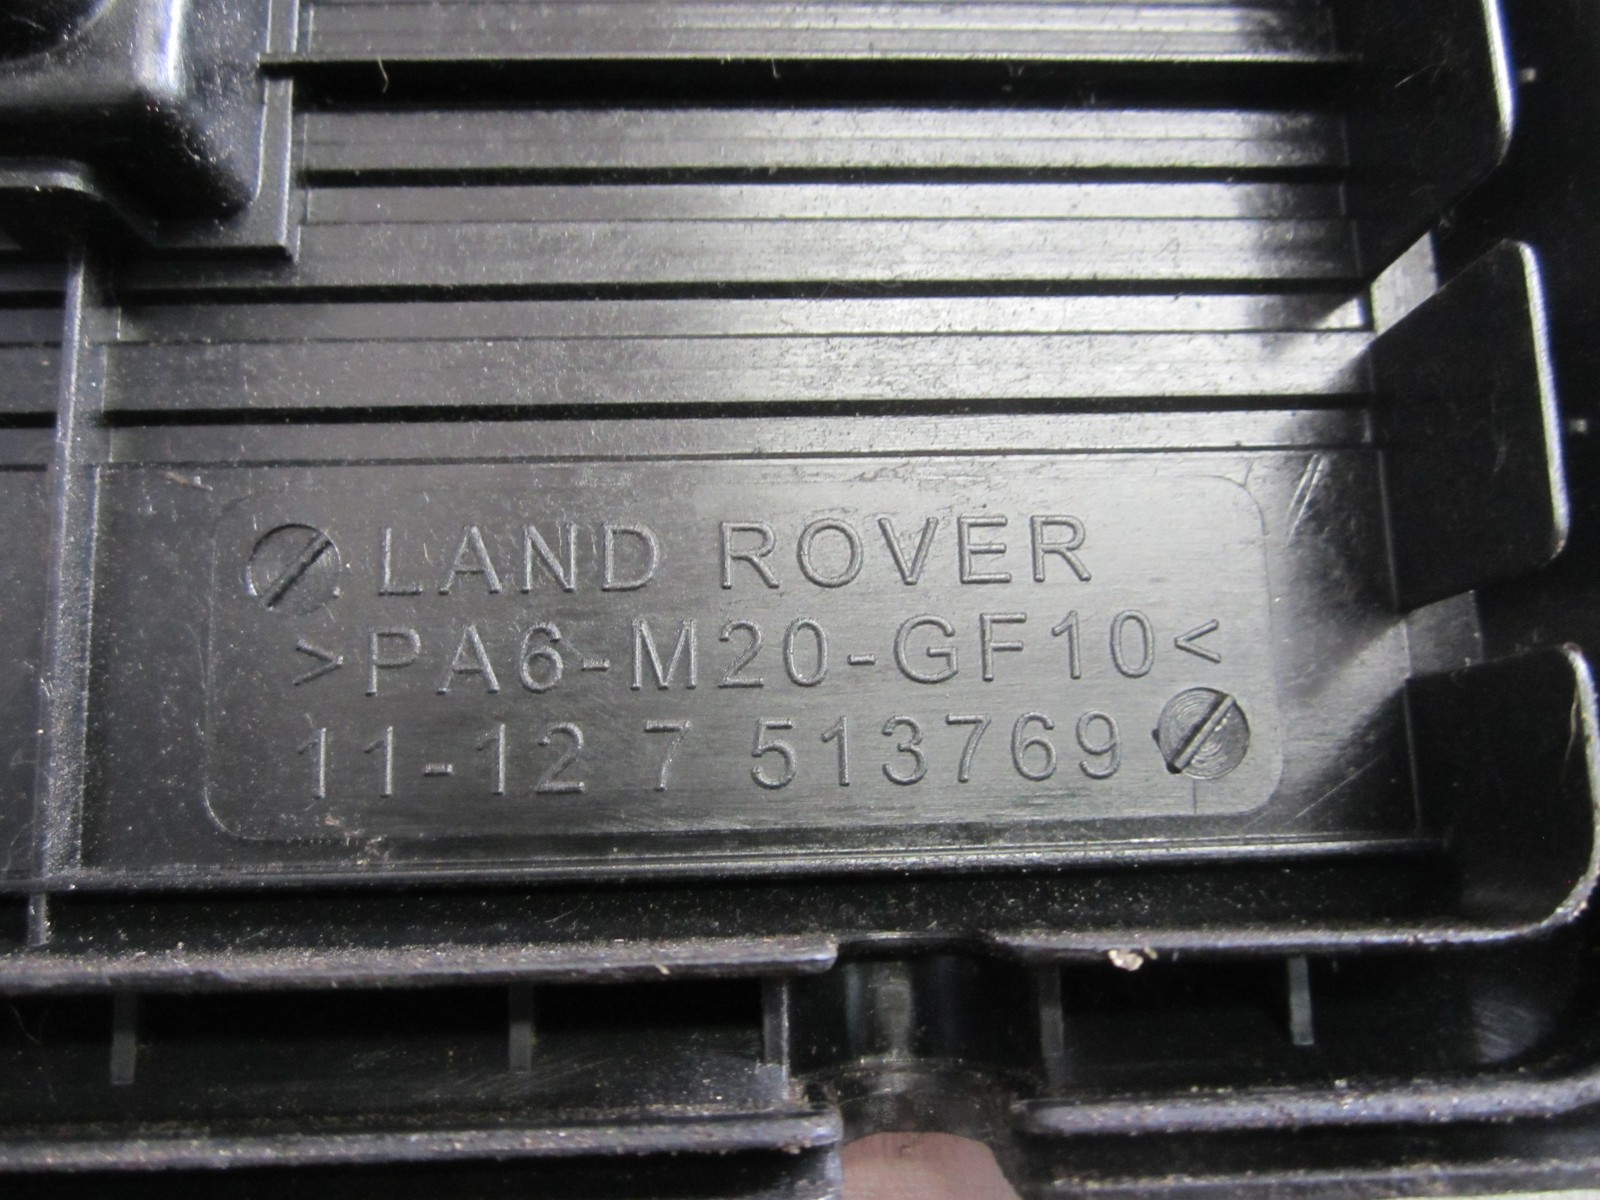 LAND ROVER
>PA6-M20-GF10<
11-12 7 513769